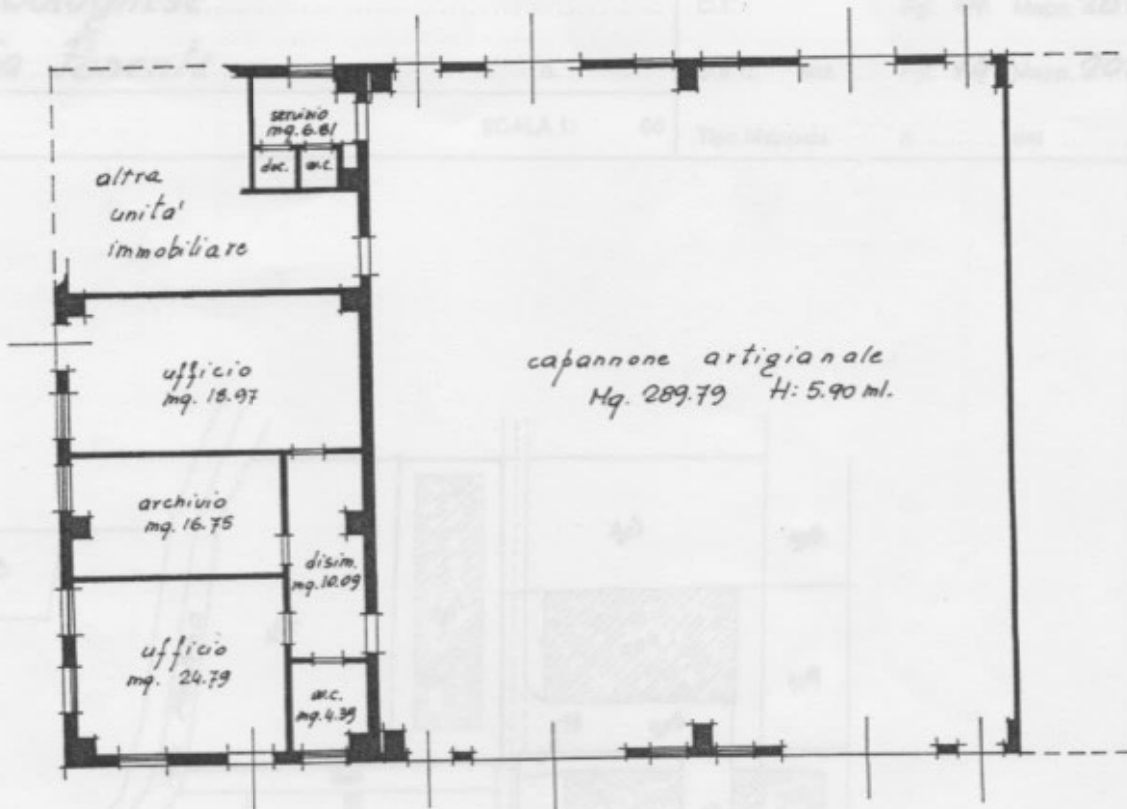 servizio
mq. 6.81
doc.
w.c.
altra
unita'
immobiliare
ufficio
mq. 18.97
capannone artigianale
Mq. 289.79 H: 5.90 ml.
archivio
mq. 16.75
disim.
mq. 10.09
ufficio
mq. 24.79
w.c.
mq. 4.39
SCALA 1: